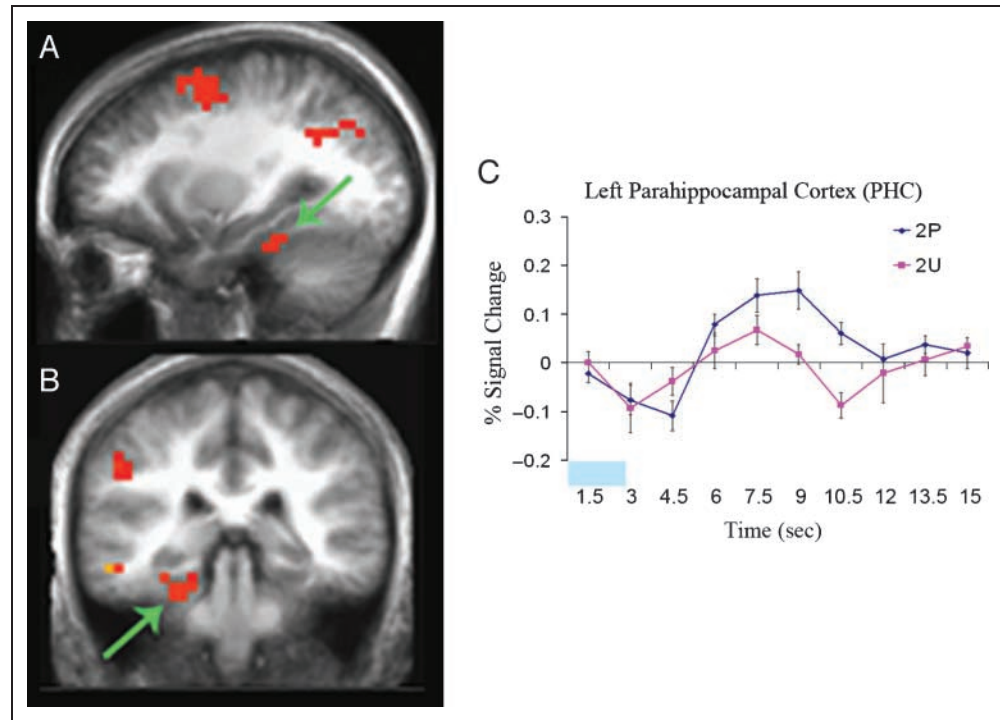 A
B
C
Left Parahippocampal Cortex (PHC)
2P
2U
% Signal Change
0.3
0.2
0.1
0
−0.1
−0.2
1.5 3 4.5 6 7.5 9 10.5 12 13.5 15
Time (sec)